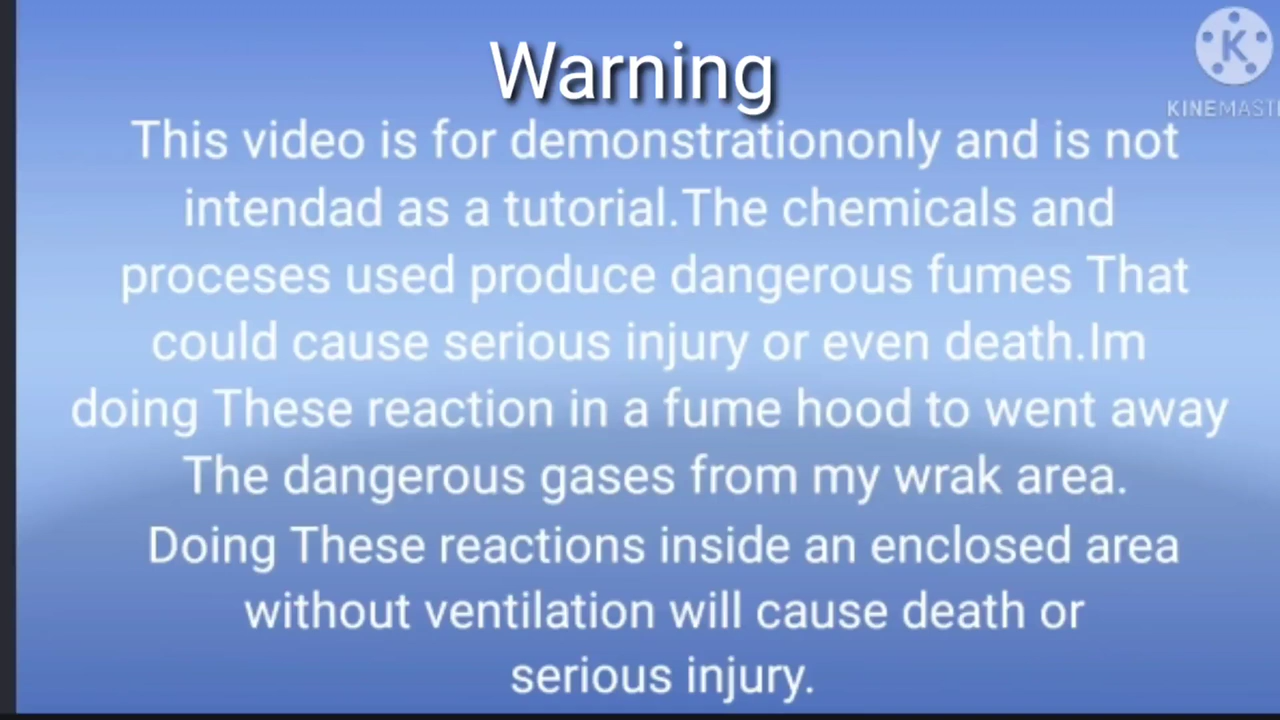 Warning
K
KINEMAST
This video is for demonstrationonly and is not
intendad as a tutorial.The chemicals and
proceses used produce dangerous fumes That
could cause serious injury or even death.Im
doing These reaction in a fume hood to went away
The dangerous gases from my wrak area.
Doing These reactions inside an enclosed area
without ventilation will cause death or
serious injury.